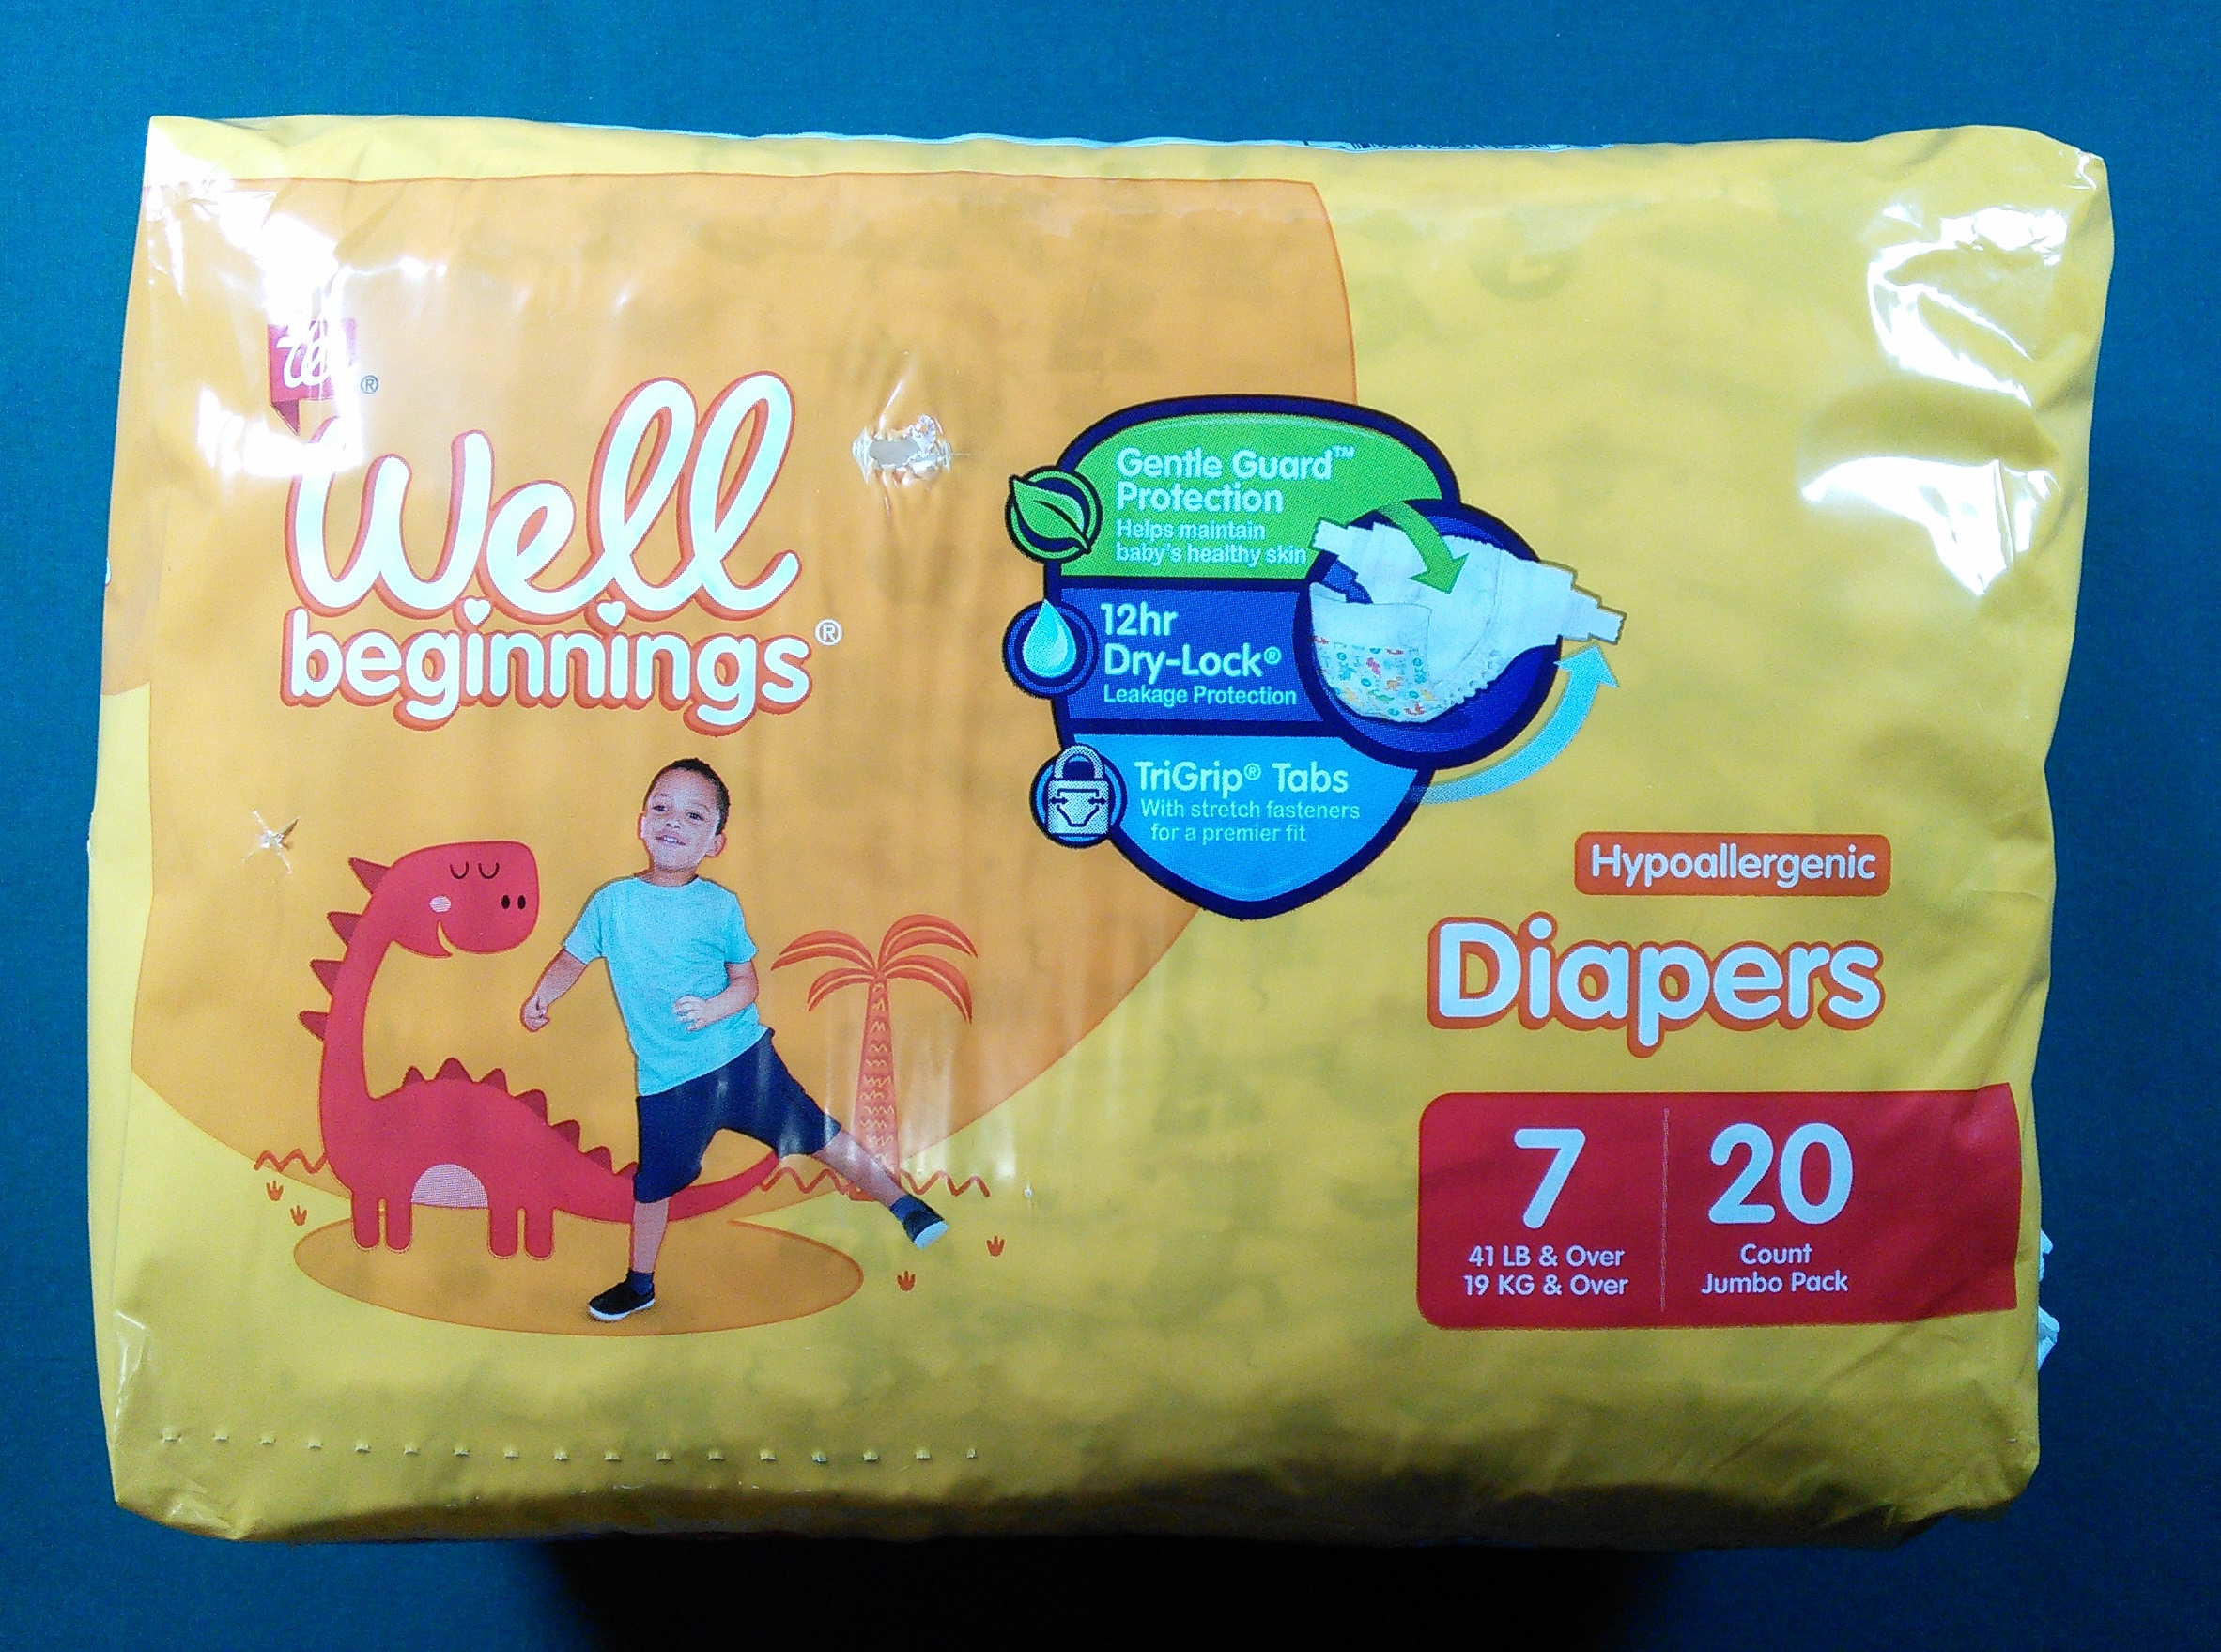 W
®
Well
beginnings®
Gentle Guard™
Protection
Helps maintain
baby's healthy skin
12hr
Dry-Lock®
Leakage Protection
TriGrip® Tabs
With stretch fasteners
for a premier fit
Hypoallergenic
Diapers
7
41 LB & Over
19 KG & Over
20
Count
Jumbo Pack